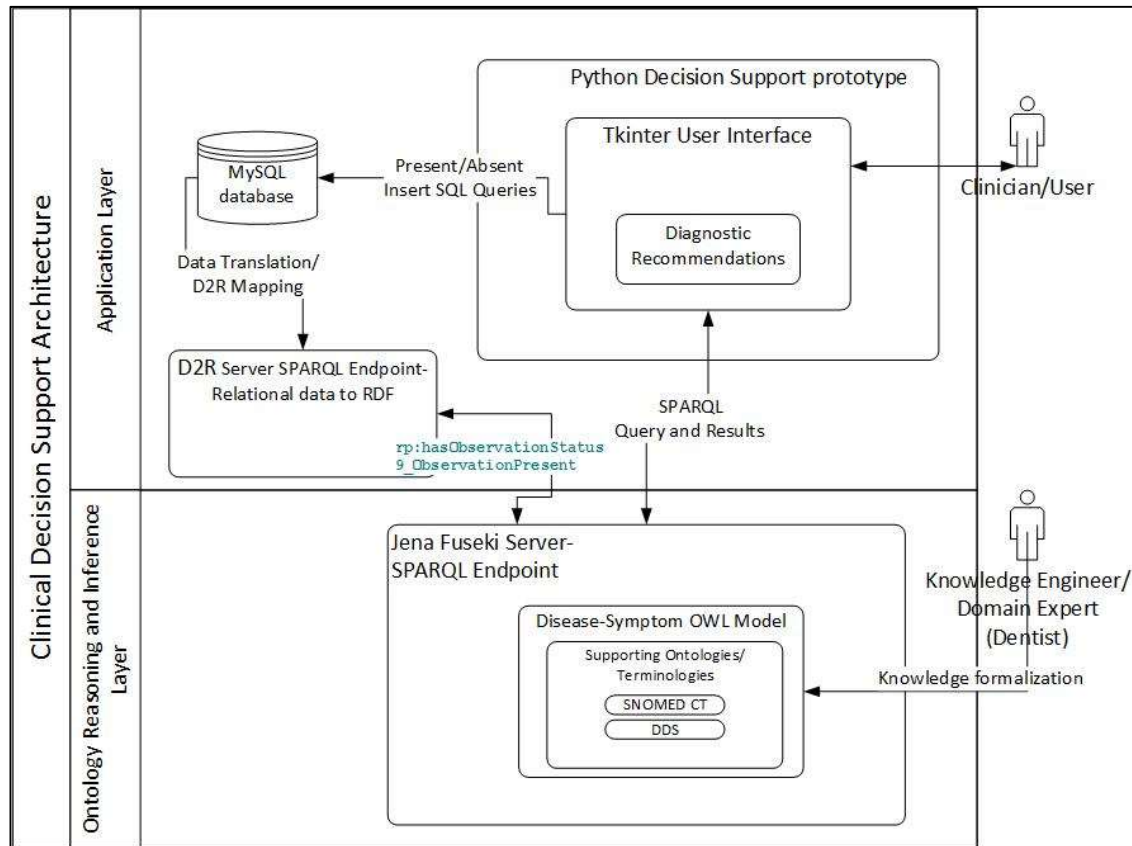 Clinical Decision Support Architecture
Application Layer
Python Decision Support prototype
Tkinter User Interface
Diagnostic
Recommendations
Clinician/User
Present/Absent
Insert SQL Queries
MySQL
database
Data Translation/
D2R Mapping
D2R Server SPARQL Endpoint-
Relational data to RDF
rp:hasObservationStatus
9_ObservationPresent
SPARQL
Query and Results
Ontology Reasoning and Inference
Layer
Jena Fuseki Server-
SPARQL Endpoint
Disease-Symptom OWL Model
Supporting Ontologies/
Terminologies
SNOMED CT
DDS
Knowledge Engineer/
Domain Expert
(Dentist)
Knowledge formalization